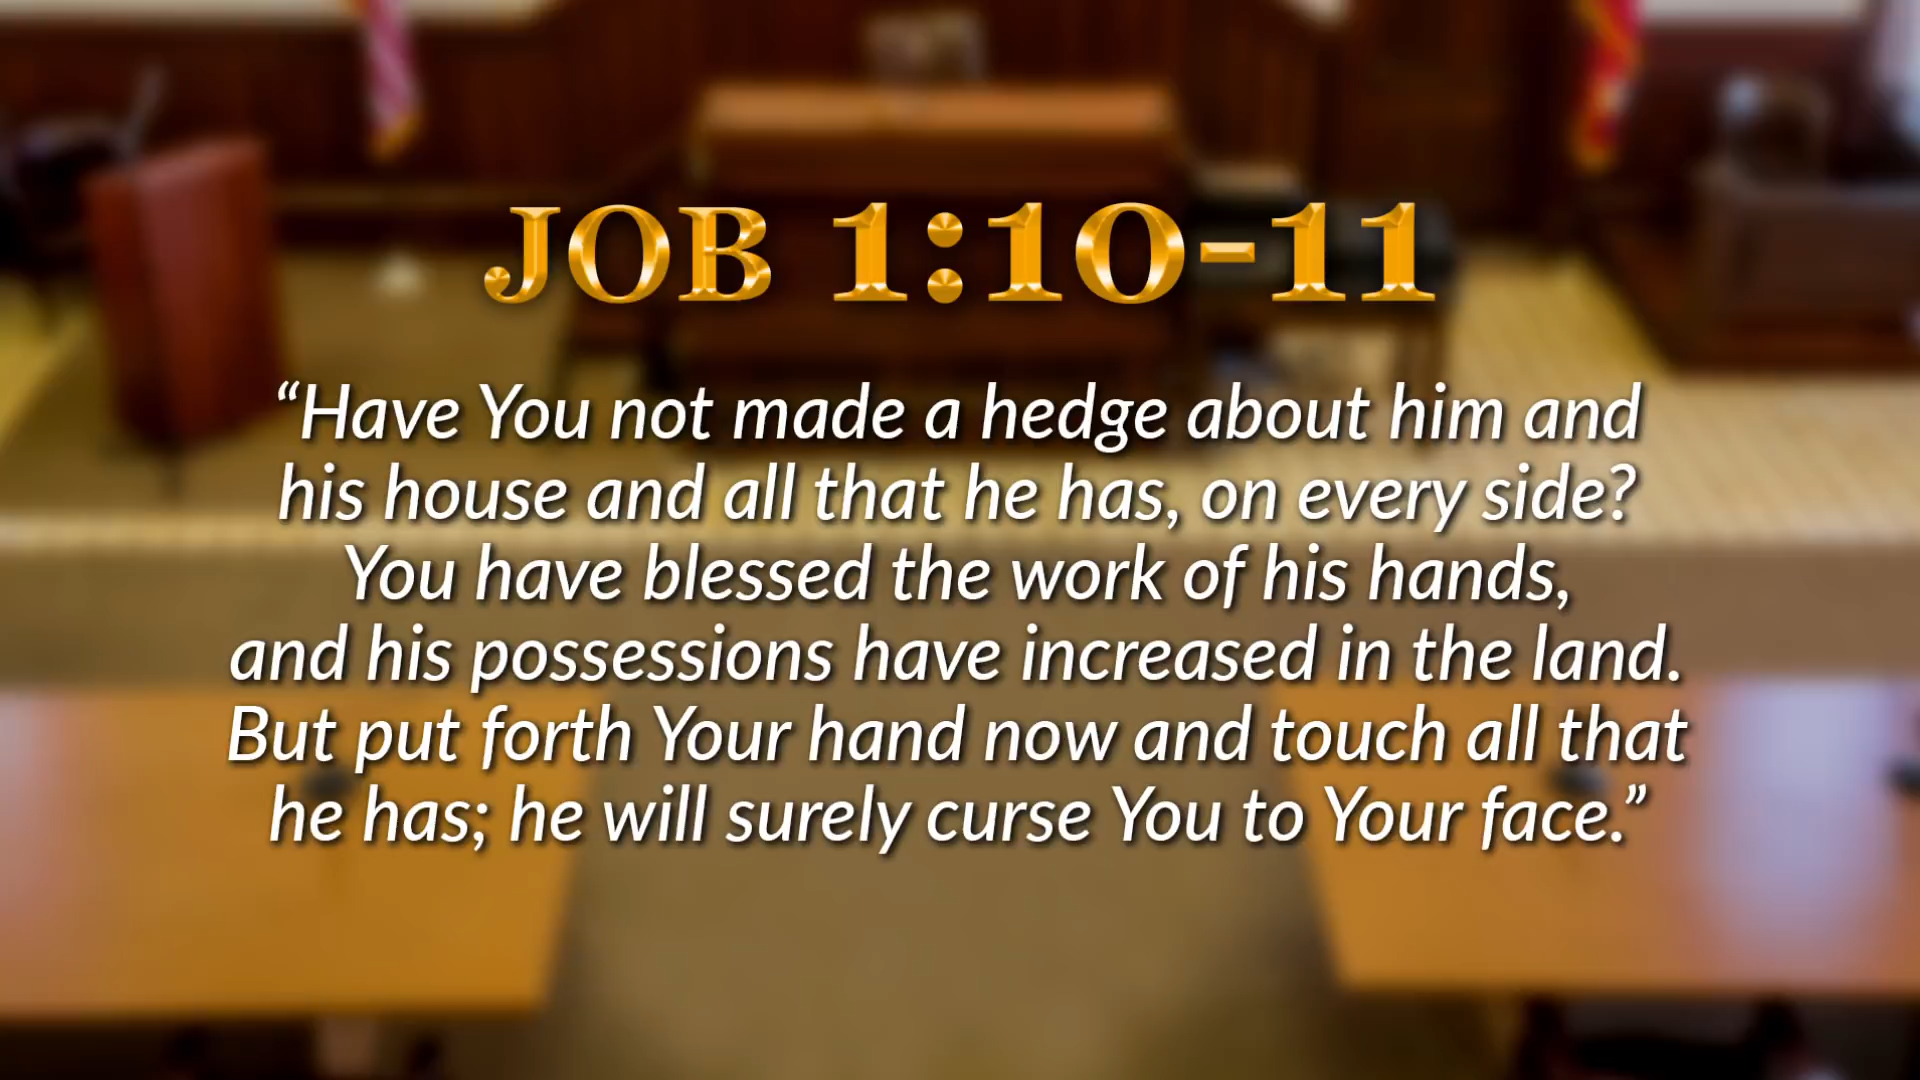 JOB 1:10-11
“Have You not made a hedge about him and
his house and all that he has, on every side?
You have blessed the work of his hands,
and his possessions have increased in the land.
But put forth Your hand now and touch all that
he has; he will surely curse You to Your face.”